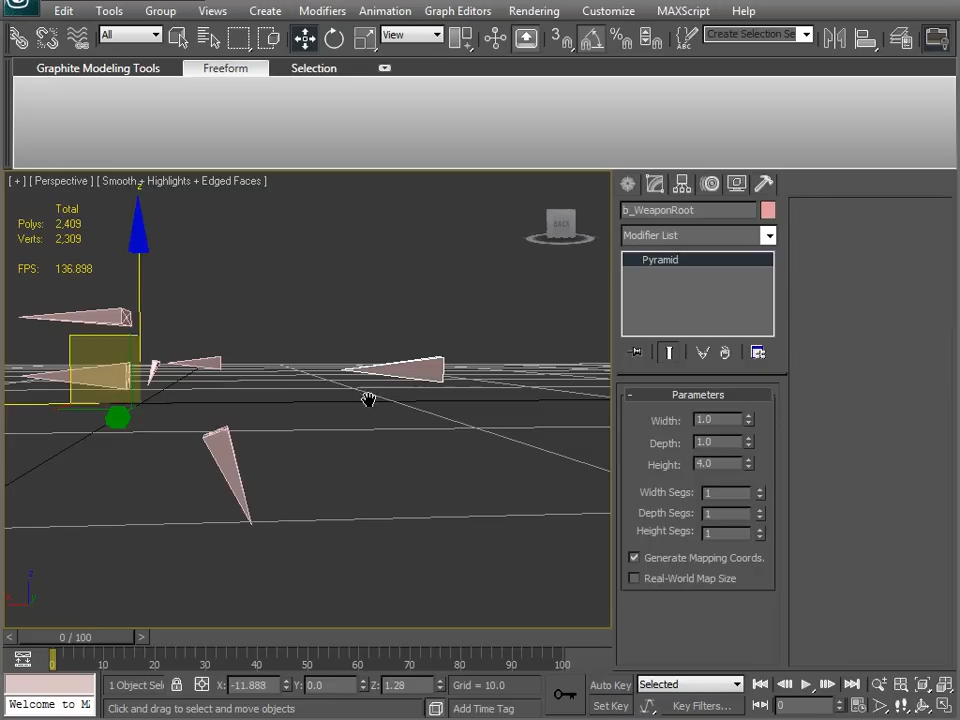 Edit Tools Group Views Create Modifiers Animation Graph Editors Rendering Customize MAXScript Help
All View 3 % Create Selection Se
Graphite Modeling Tools Freeform Selection
[ + ] [ Perspective ] [ Smooth + Highlights + Edged Faces ]
z
Total
Polys: 2,409
Verts: 2,309
FPS: 136.898
BACK
b_WeaponRoot
Modifier List
Pyramid
- Parameters
Width: 1.0
Depth: 1.0
Height: 4.0
Width Segs: 1
Depth Segs: 1
Height Segs: 1
Generate Mapping Coords.
Real-World Map Size
z
x y
< 0 / 100 >
0 10 20 30 40 50 60 70 80 90 100
1 Object Sel X: -11.888 Y: 0.0 Z: 1.28 Grid = 10.0 Auto Key Selected
Welcome to M Click and drag to select and move objects Add Time Tag Set Key Key Filters... 0